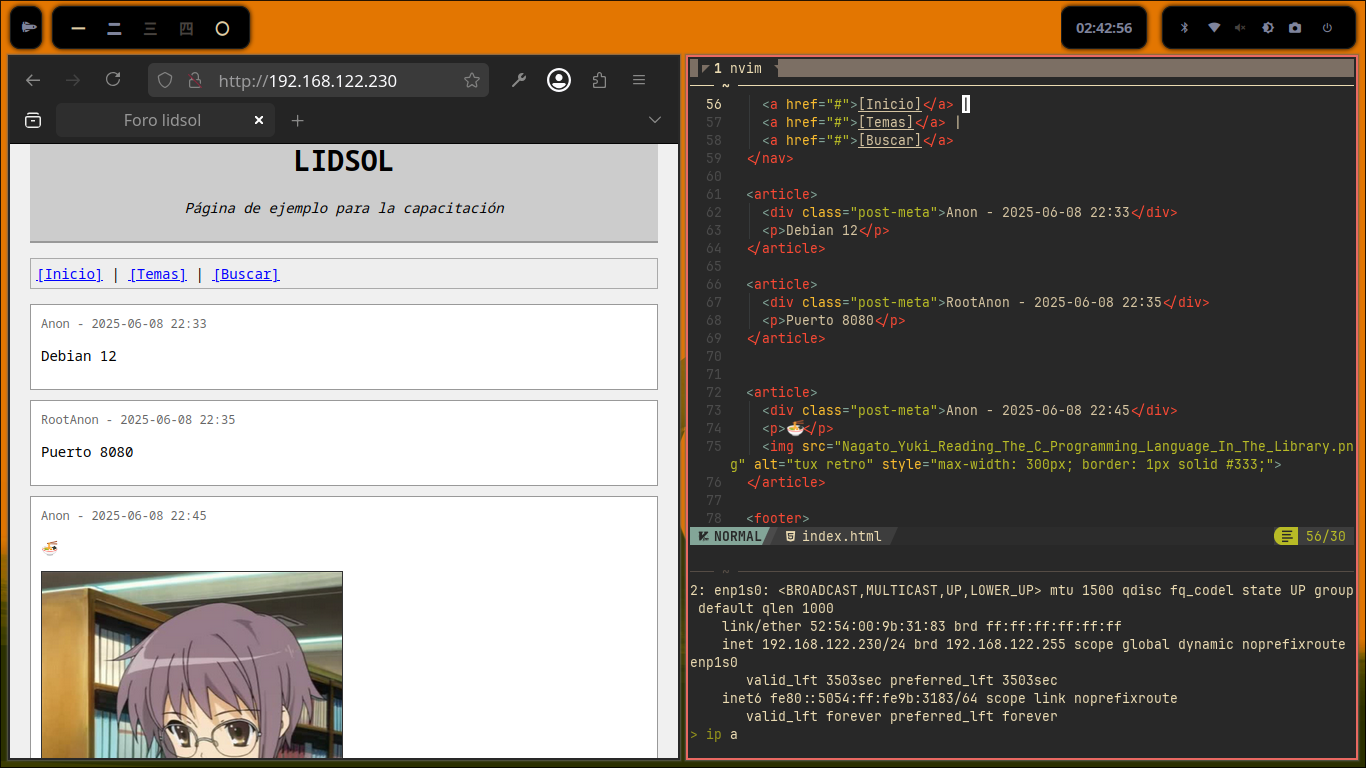 一 二 三 四
02:42:56
http://192.168.122.230
Foro lidsol
LIDSOL
Página de ejemplo para la capacitación
[Inicio] | [Temas] | [Buscar]
Anon - 2025-06-08 22:33
Debian 12
RootAnon - 2025-06-08 22:35
Puerto 8080
Anon - 2025-06-08 22:45
🍜
1 nvim
~
56 <a href="#">[Inicio]</a> |
57 <a href="#">[Temas]</a> |
58 <a href="#">[Buscar]</a>
59 </nav>
60
61 <article>
62 <div class="post-meta">Anon - 2025-06-08 22:33</div>
63 <p>Debian 12</p>
64 </article>
65
66 <article>
67 <div class="post-meta">RootAnon - 2025-06-08 22:35</div>
68 <p>Puerto 8080</p>
69 </article>
70
71
72 <article>
73 <div class="post-meta">Anon - 2025-06-08 22:45</div>
74 <p>🍜</p>
75 <img src="Nagato_Yuki_Reading_The_C_Programming_Language_In_The_Library.pn
g" alt="tux retro" style="max-width: 300px; border: 1px solid #333;">
76 </article>
77
78 <footer>
NORMAL index.html 56/30
~
2: enp1s0: <BROADCAST,MULTICAST,UP,LOWER_UP> mtu 1500 qdisc fq_codel state UP group
default qlen 1000
link/ether 52:54:00:9b:31:83 brd ff:ff:ff:ff:ff:ff
inet 192.168.122.230/24 brd 192.168.122.255 scope global dynamic noprefixroute
enp1s0
valid_lft 3503sec preferred_lft 3503sec
inet6 fe80::5054:ff:fe9b:3183/64 scope link noprefixroute
valid_lft forever preferred_lft forever
> ip a